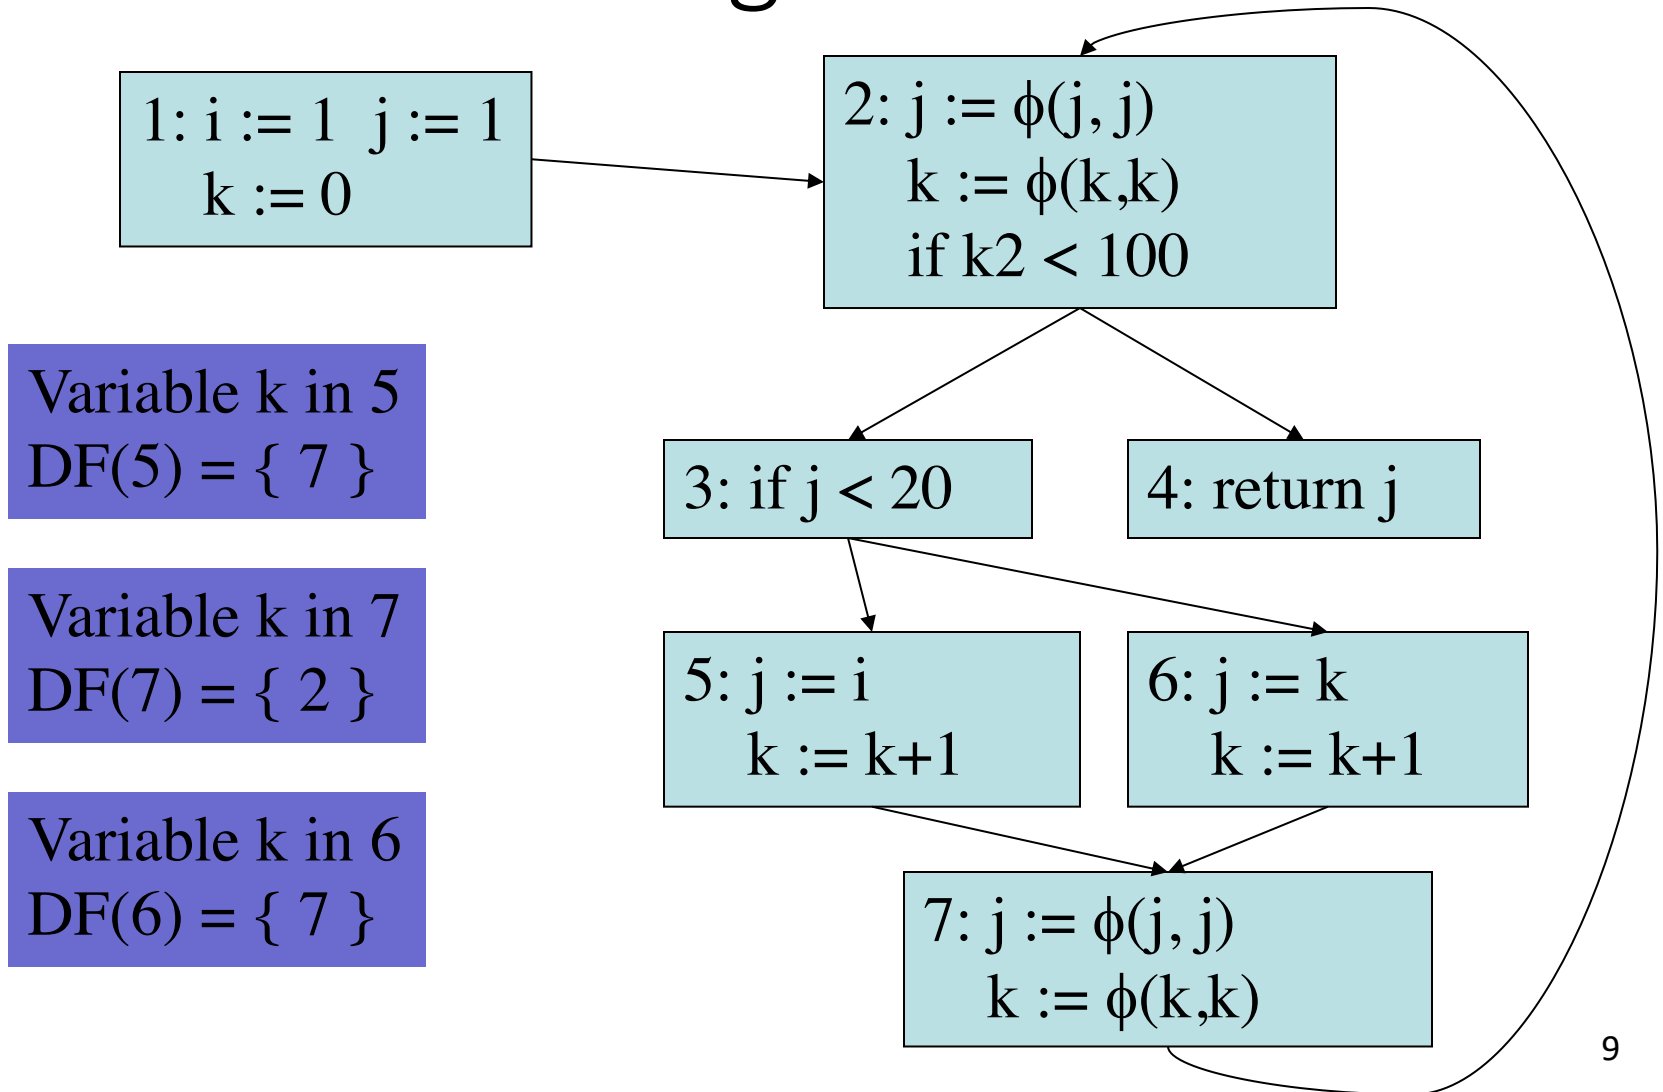 1: i := 1 j := 1
k := 0
2: j := ϕ(j, j)
k := ϕ(k,k)
if k2 < 100
Variable k in 5
DF(5) = { 7 }
3: if j < 20
4: return j
Variable k in 7
DF(7) = { 2 }
5: j := i
k := k+1
6: j := k
k := k+1
Variable k in 6
DF(6) = { 7 }
7: j := ϕ(j, j)
k := ϕ(k,k)
9